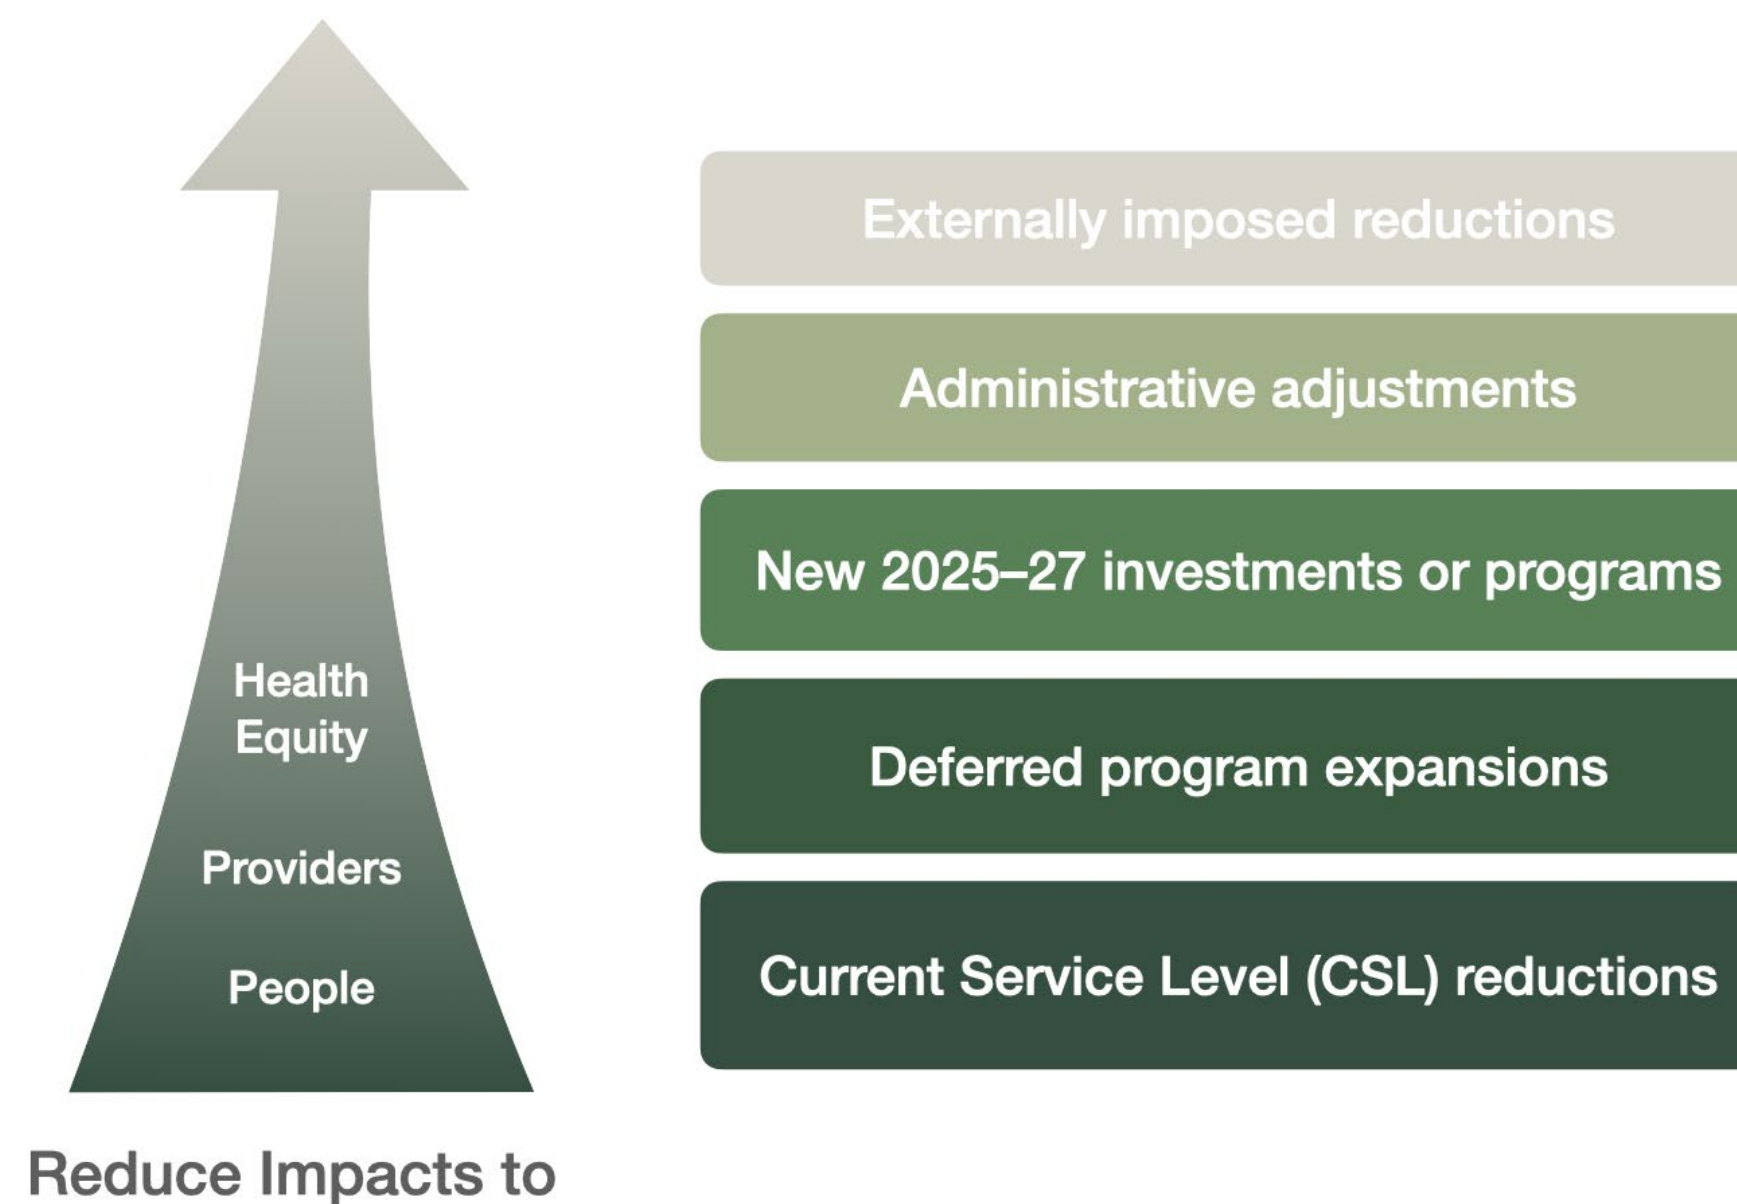 Externally imposed reductions
Administrative adjustments
New 2025–27 investments or programs
Deferred program expansions
Current Service Level (CSL) reductions
Health
Equity
Providers
People
Reduce Impacts to